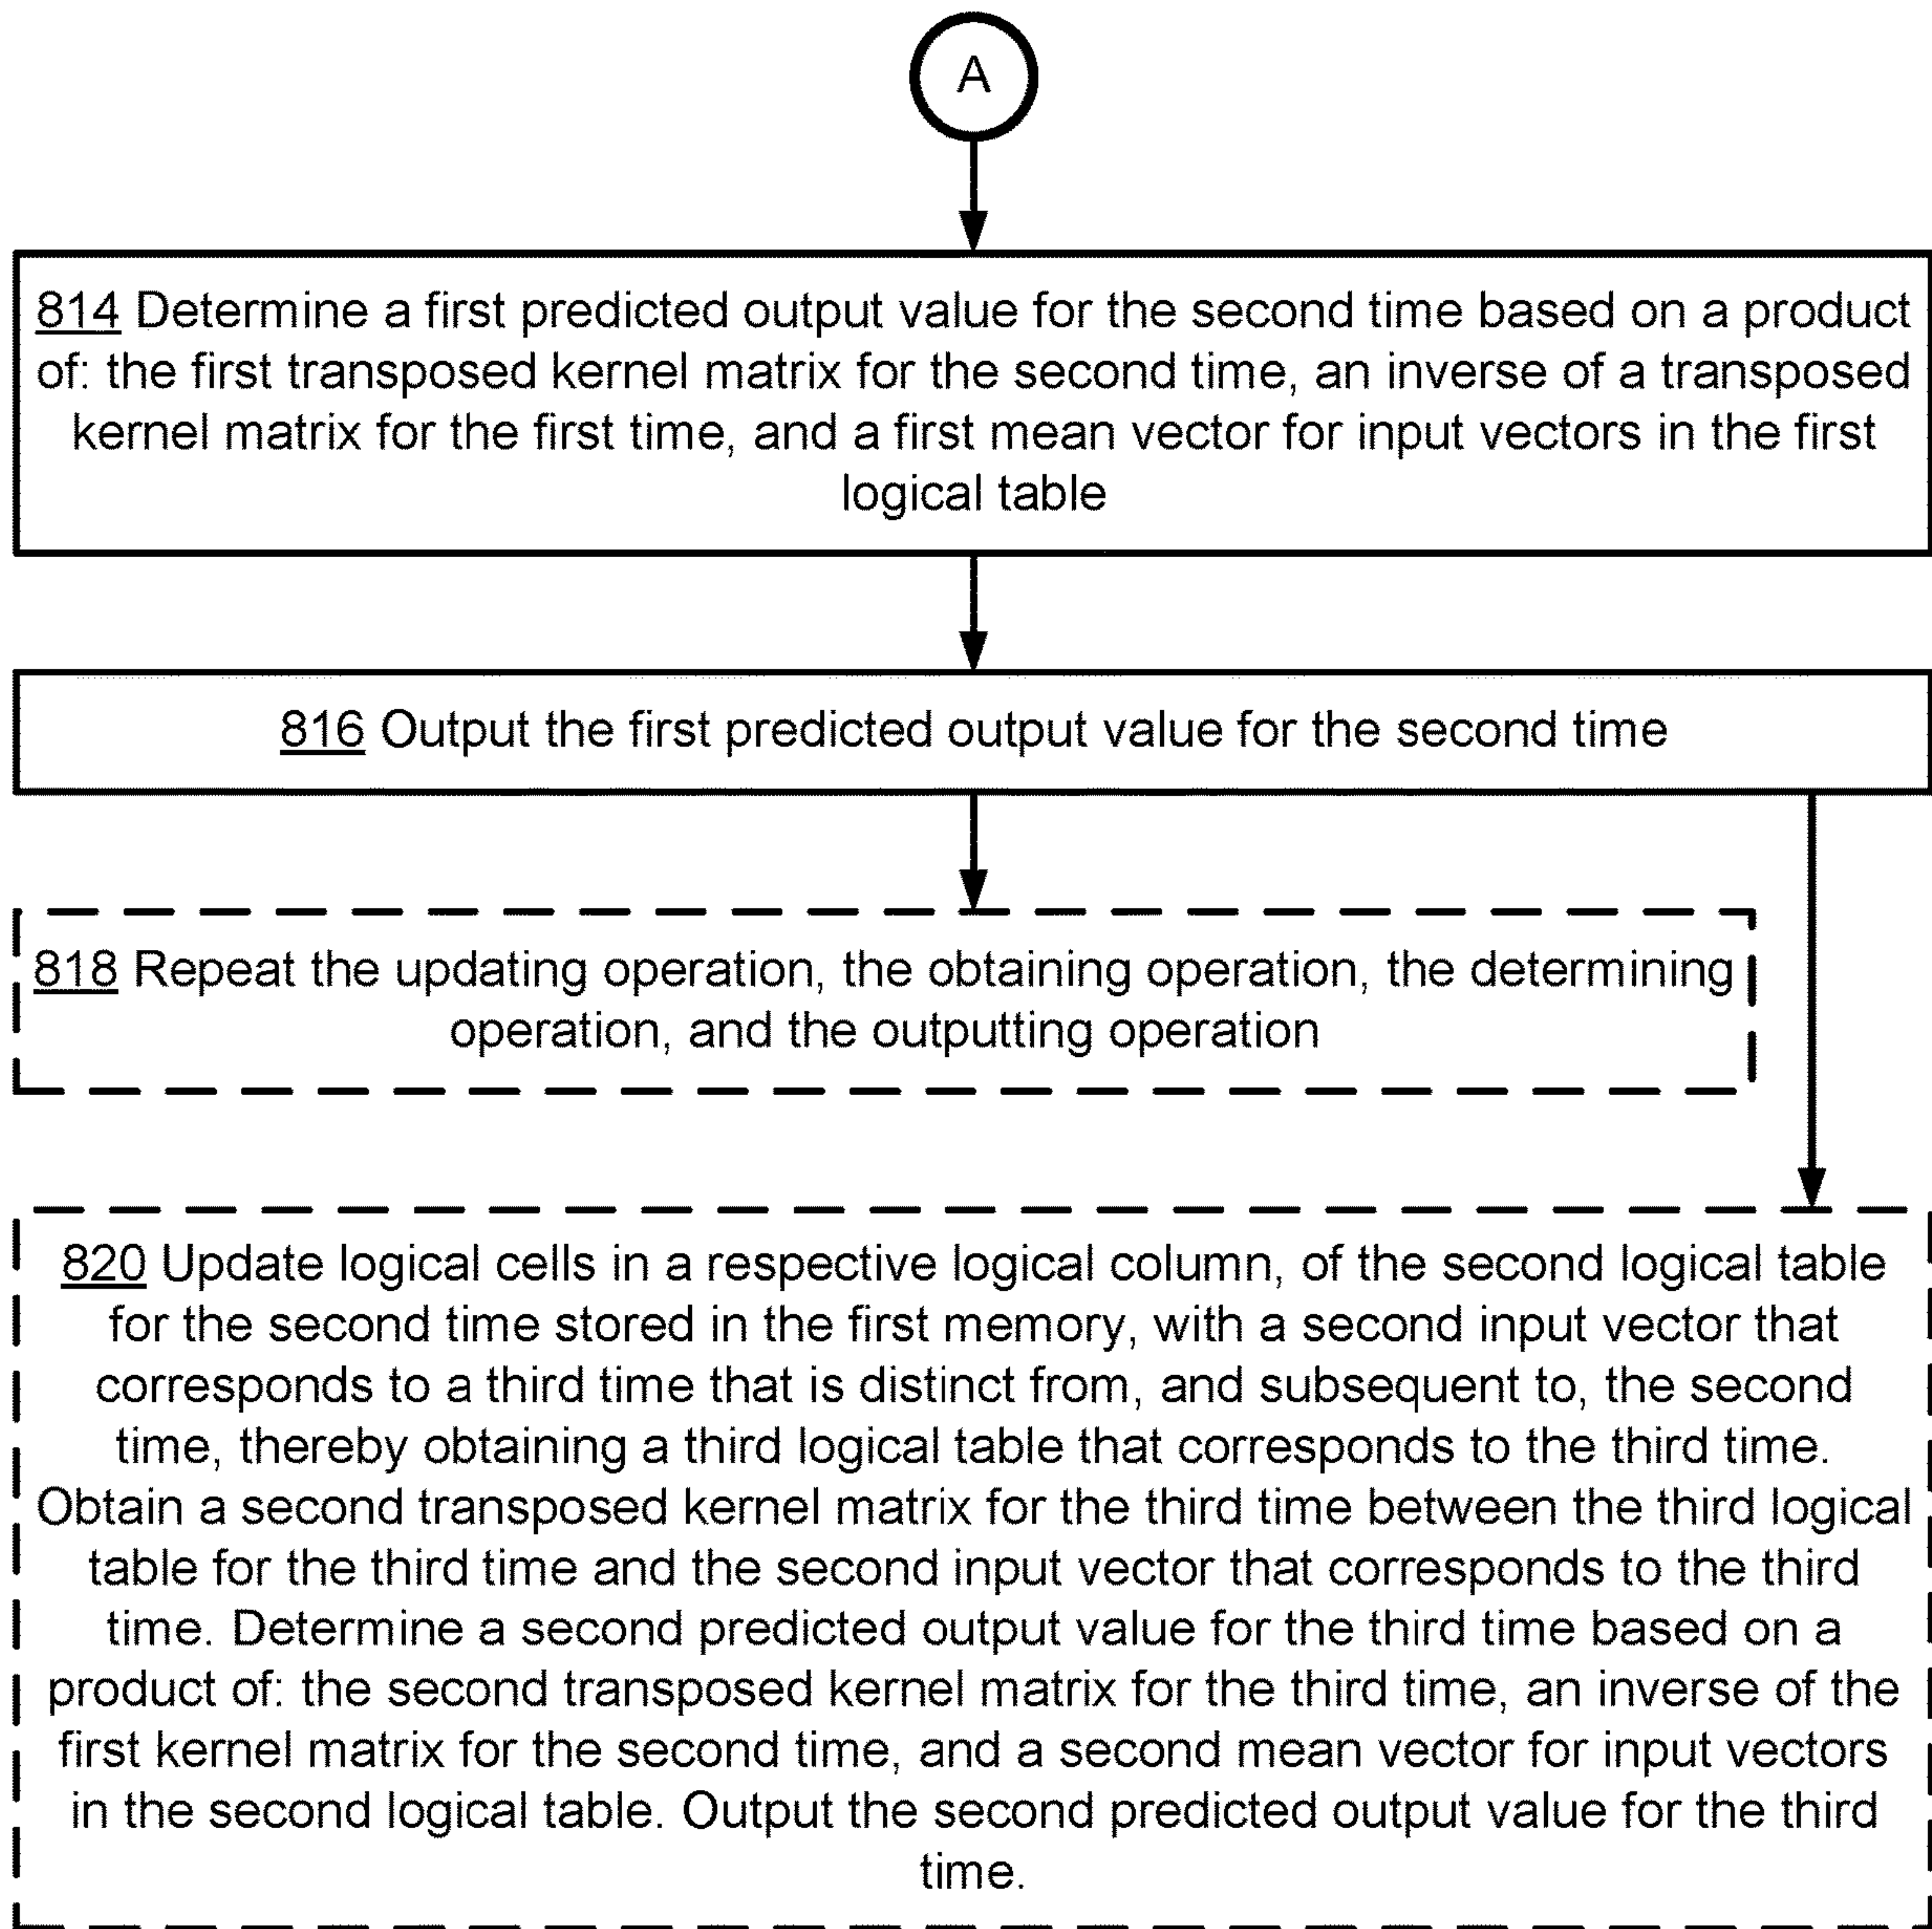 A
814 Determine a first predicted output value for the second time based on a product
of: the first transposed kernel matrix for the second time, an inverse of a transposed
kernel matrix for the first time, and a first mean vector for input vectors in the first
logical table
816 Output the first predicted output value for the second time
818 Repeat the updating operation, the obtaining operation, the determining
operation, and the outputting operation
820 Update logical cells in a respective logical column, of the second logical table
for the second time stored in the first memory, with a second input vector that
corresponds to a third time that is distinct from, and subsequent to, the second
time, thereby obtaining a third logical table that corresponds to the third time.
Obtain a second transposed kernel matrix for the third time between the third logical
table for the third time and the second input vector that corresponds to the third
time. Determine a second predicted output value for the third time based on a
product of: the second transposed kernel matrix for the third time, an inverse of the
first kernel matrix for the second time, and a second mean vector for input vectors
in the second logical table. Output the second predicted output value for the third
time.